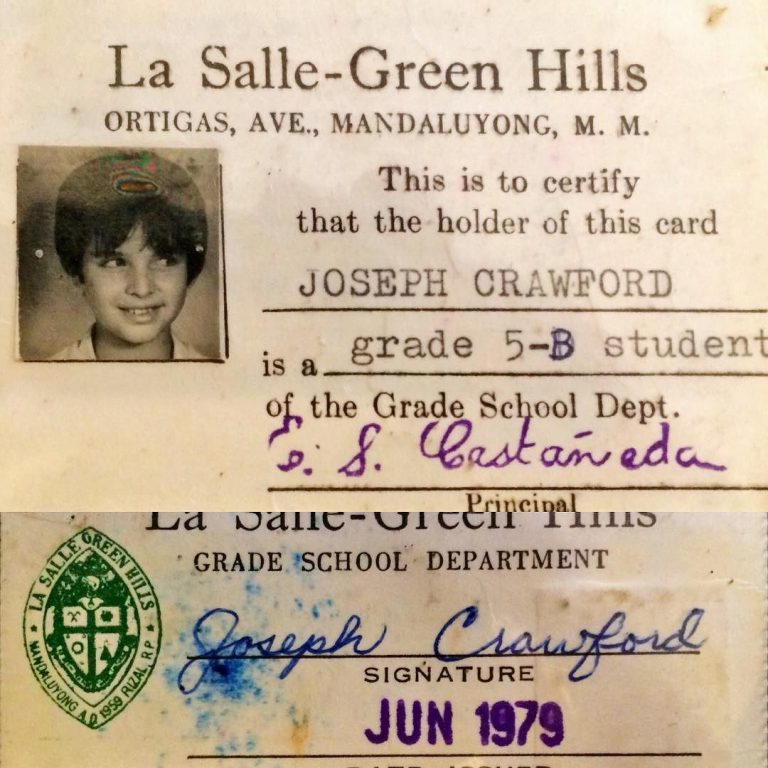 La Salle-Green Hills
ORTIGAS, AVE., MANDALUYONG, M. M.
This is to certify
that the holder of this card
JOSEPH CRAWFORD
is a grade 5-B student
of the Grade School Dept.
E. S. Castañeda
Principal
La Salle-Green Hills
GRADE SCHOOL DEPARTMENT
LA SALLE GREEN HILLS
MANDALUYONG A.D. 1959 RIZAL, R.P.
Joseph Crawford
SIGNATURE
JUN 1979
DATE ISSUED